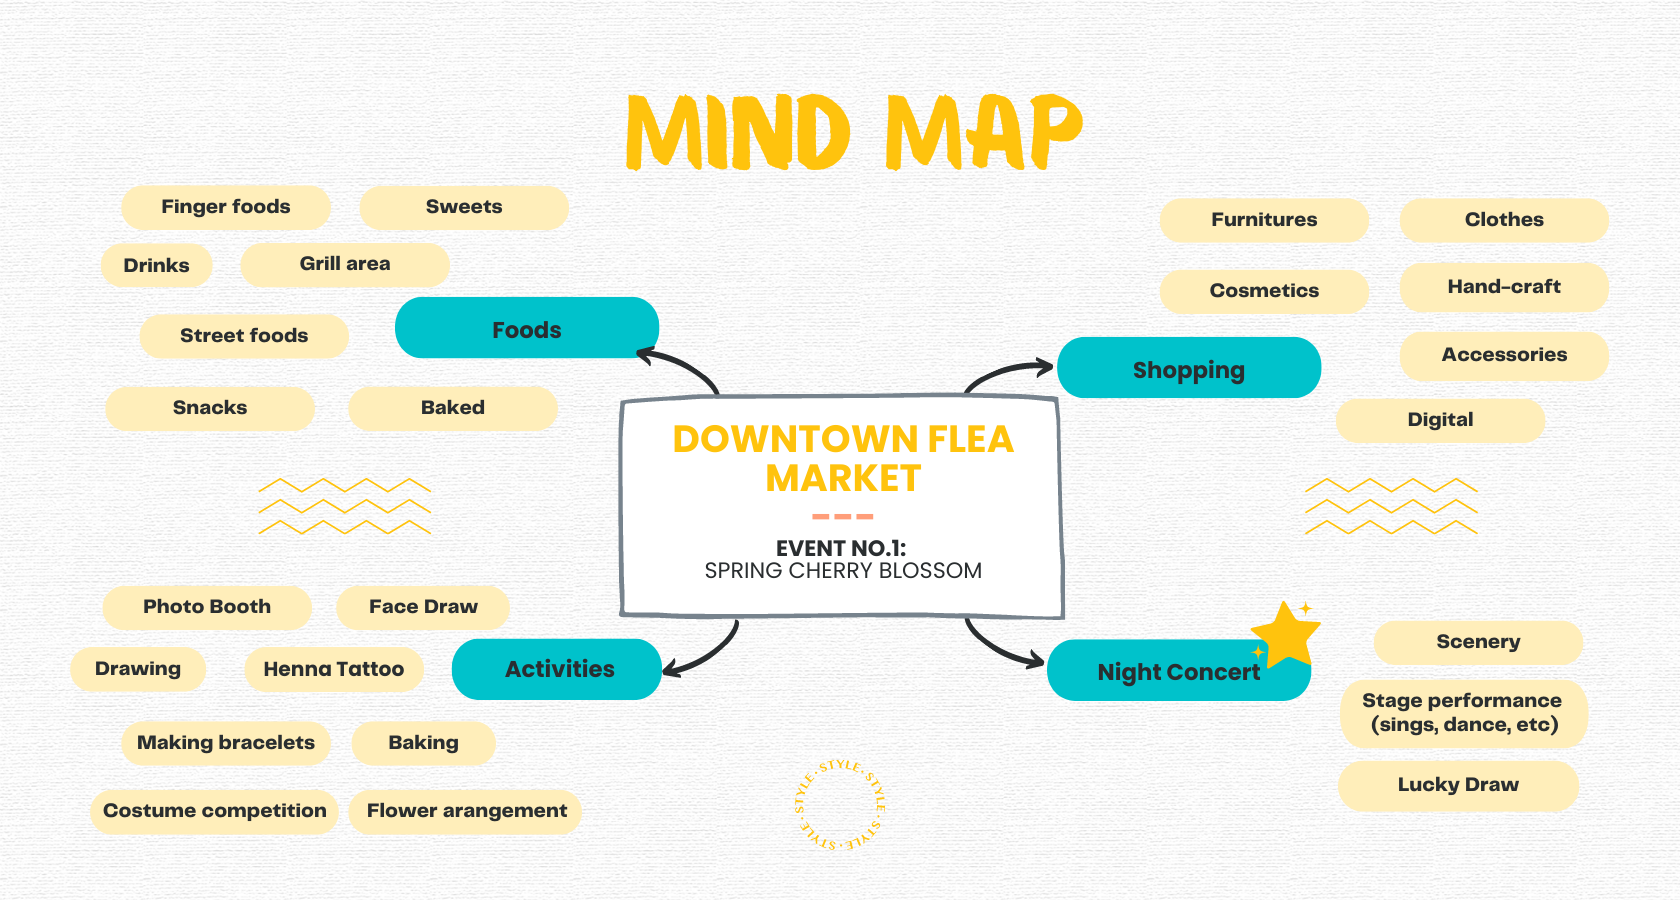 MIND MAP
Finger foods
Sweets
Drinks
Grill area
Street foods
Foods
Snacks
Baked
Furnitures
Clothes
Cosmetics
Hand-craft
Shopping
Accessories
Digital
DOWNTOWN FLEA
MARKET
EVENT NO.1:
SPRING CHERRY BLOSSOM
Photo Booth
Face Draw
Drawing
Henna Tattoo
Activities
Making bracelets
Baking
Costume competition
Flower arangement
Night Concert
Scenery
Stage performance
(sings, dance, etc)
Lucky Draw
STYLE·STYLE·STYLE·STYLE·STYLE·STYLE·